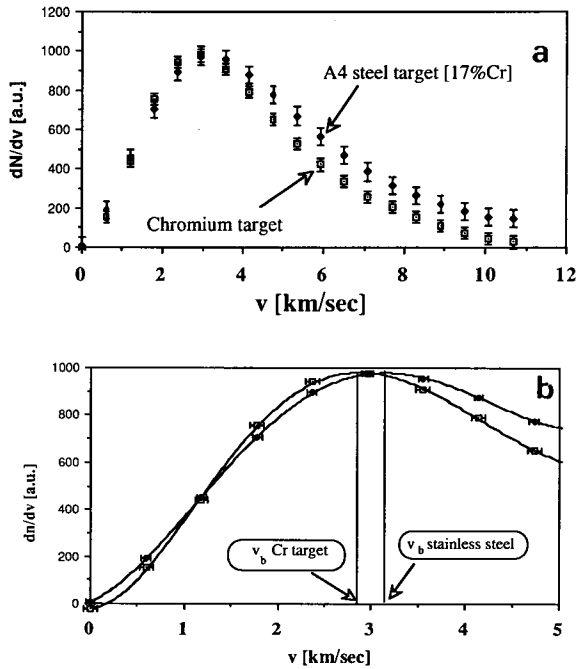 a
1200
1000
800
600
400
200
0
dN/dv [a.u.]
A4 steel target [17%Cr]
Chromium target
0 2 4 6 8 10 12
v [km/sec]
b
1000
800
600
400
200
0
dn/dv [a.u.]
v_b Cr target
v_b stainless steel
0 1 2 3 4 5
v [km/sec]